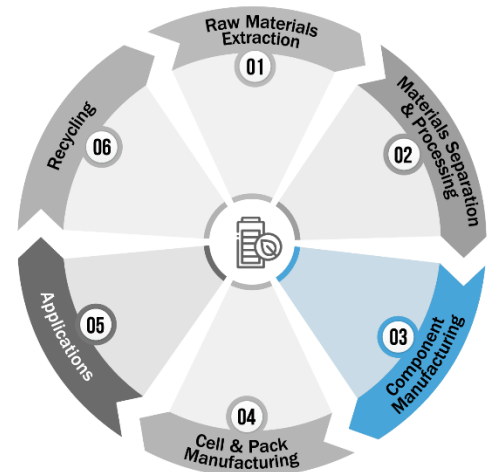 Raw Materials
Extraction
01
Materials Separation
& Processing
02
Component
Manufacturing
03
04
Cell & Pack
Manufacturing
Applications
05
Recycling
06